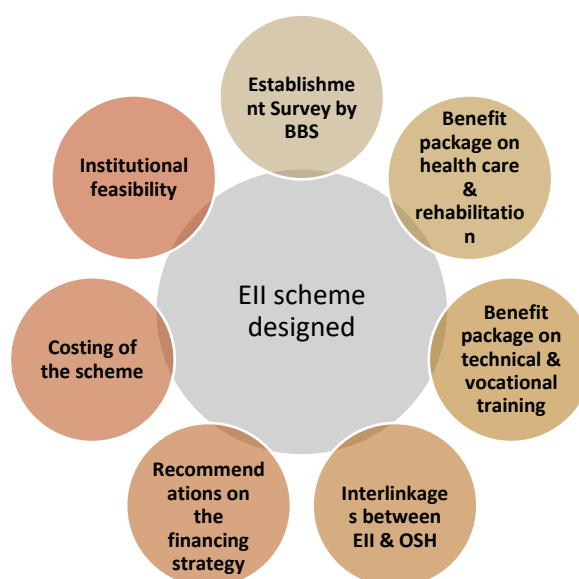 Establishme
nt Survey by
BBS
Benefit
package on
health care
&
rehabilitatio
n
Benefit
package on
technical &
vocational
training
Interlinkage
s between
EII & OSH
Recommend
ations on
the
financing
strategy
Costing of
the scheme
Institutional
feasibility
EII scheme
designed